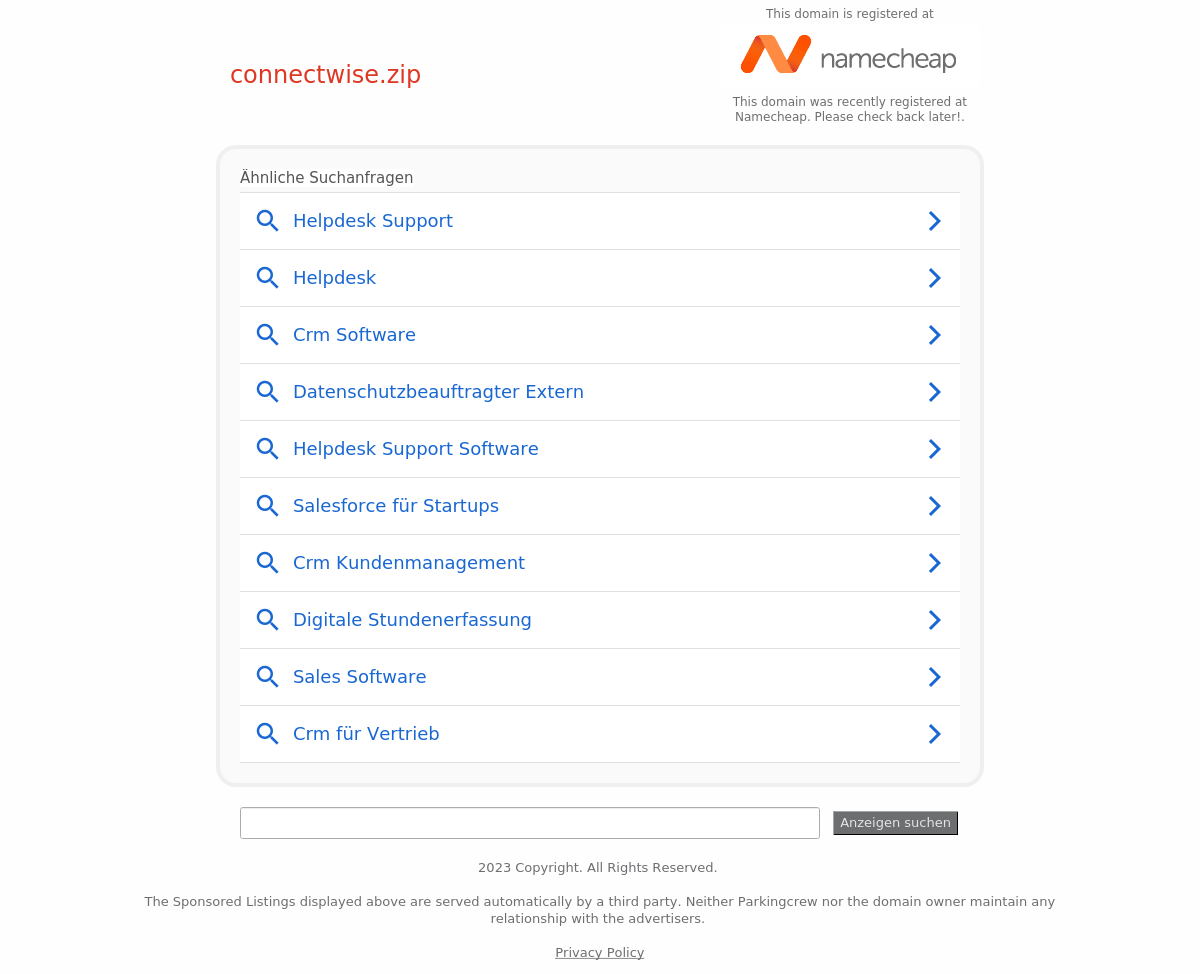 This domain is registered at
namecheap
connectwise.zip
This domain was recently registered at
Namecheap. Please check back later!.
Ähnliche Suchanfragen
Helpdesk Support
Helpdesk
Crm Software
Datenschutzbeauftragter Extern
Helpdesk Support Software
Salesforce für Startups
Crm Kundenmanagement
Digitale Stundenerfassung
Sales Software
Crm für Vertrieb
Anzeigen suchen
2023 Copyright. All Rights Reserved.
The Sponsored Listings displayed above are served automatically by a third party. Neither Parkingcrew nor the domain owner maintain any
relationship with the advertisers.
Privacy Policy